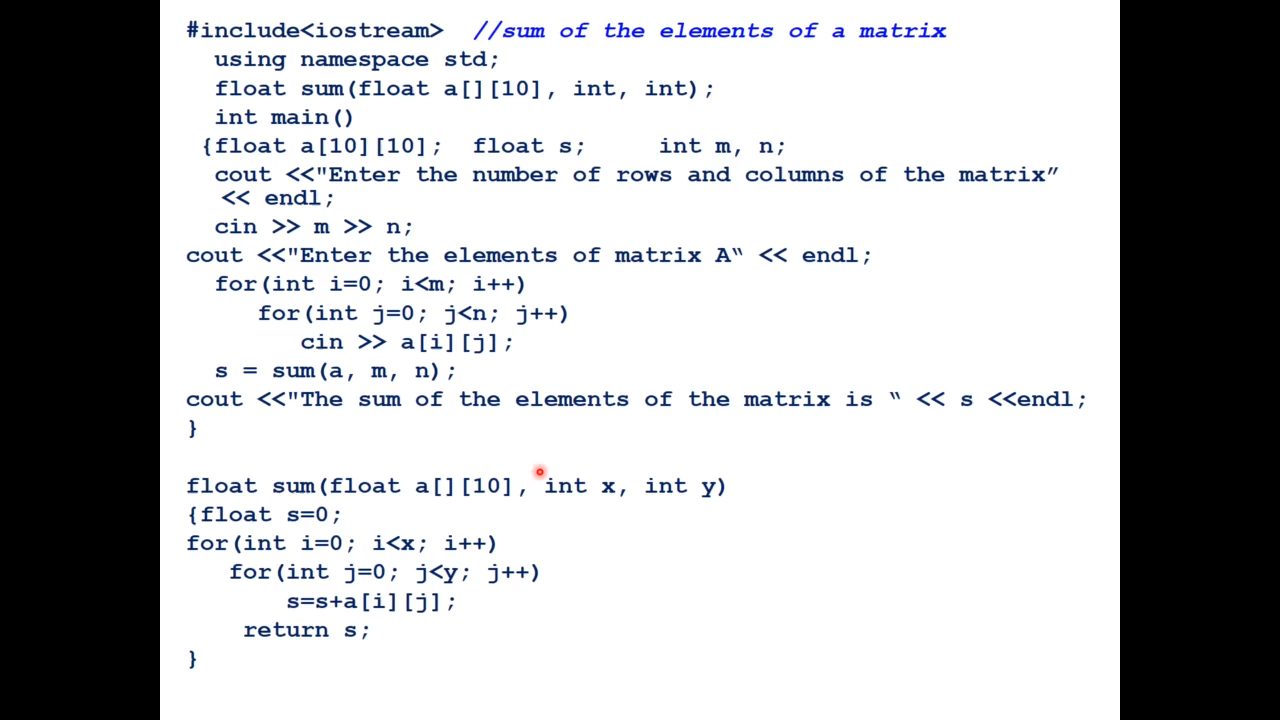 #include<iostream>  //sum of the elements of a matrix
using namespace std;
float sum(float a[][10], int, int);
int main()
{float a[10][10];  float s;     int m, n;
cout <<"Enter the number of rows and columns of the matrix”
<< endl;
cin >> m >> n;
cout <<"Enter the elements of matrix A‟ << endl;
for(int i=0; i<m; i++)
for(int j=0; j<n; j++)
cin >> a[i][j];
s = sum(a, m, n);
cout <<"The sum of the elements of the matrix is ‟ << s <<endl;
}
float sum(float a[][10], int x, int y)
{float s=0;
for(int i=0; i<x; i++)
for(int j=0; j<y; j++)
s=s+a[i][j];
return s;
}